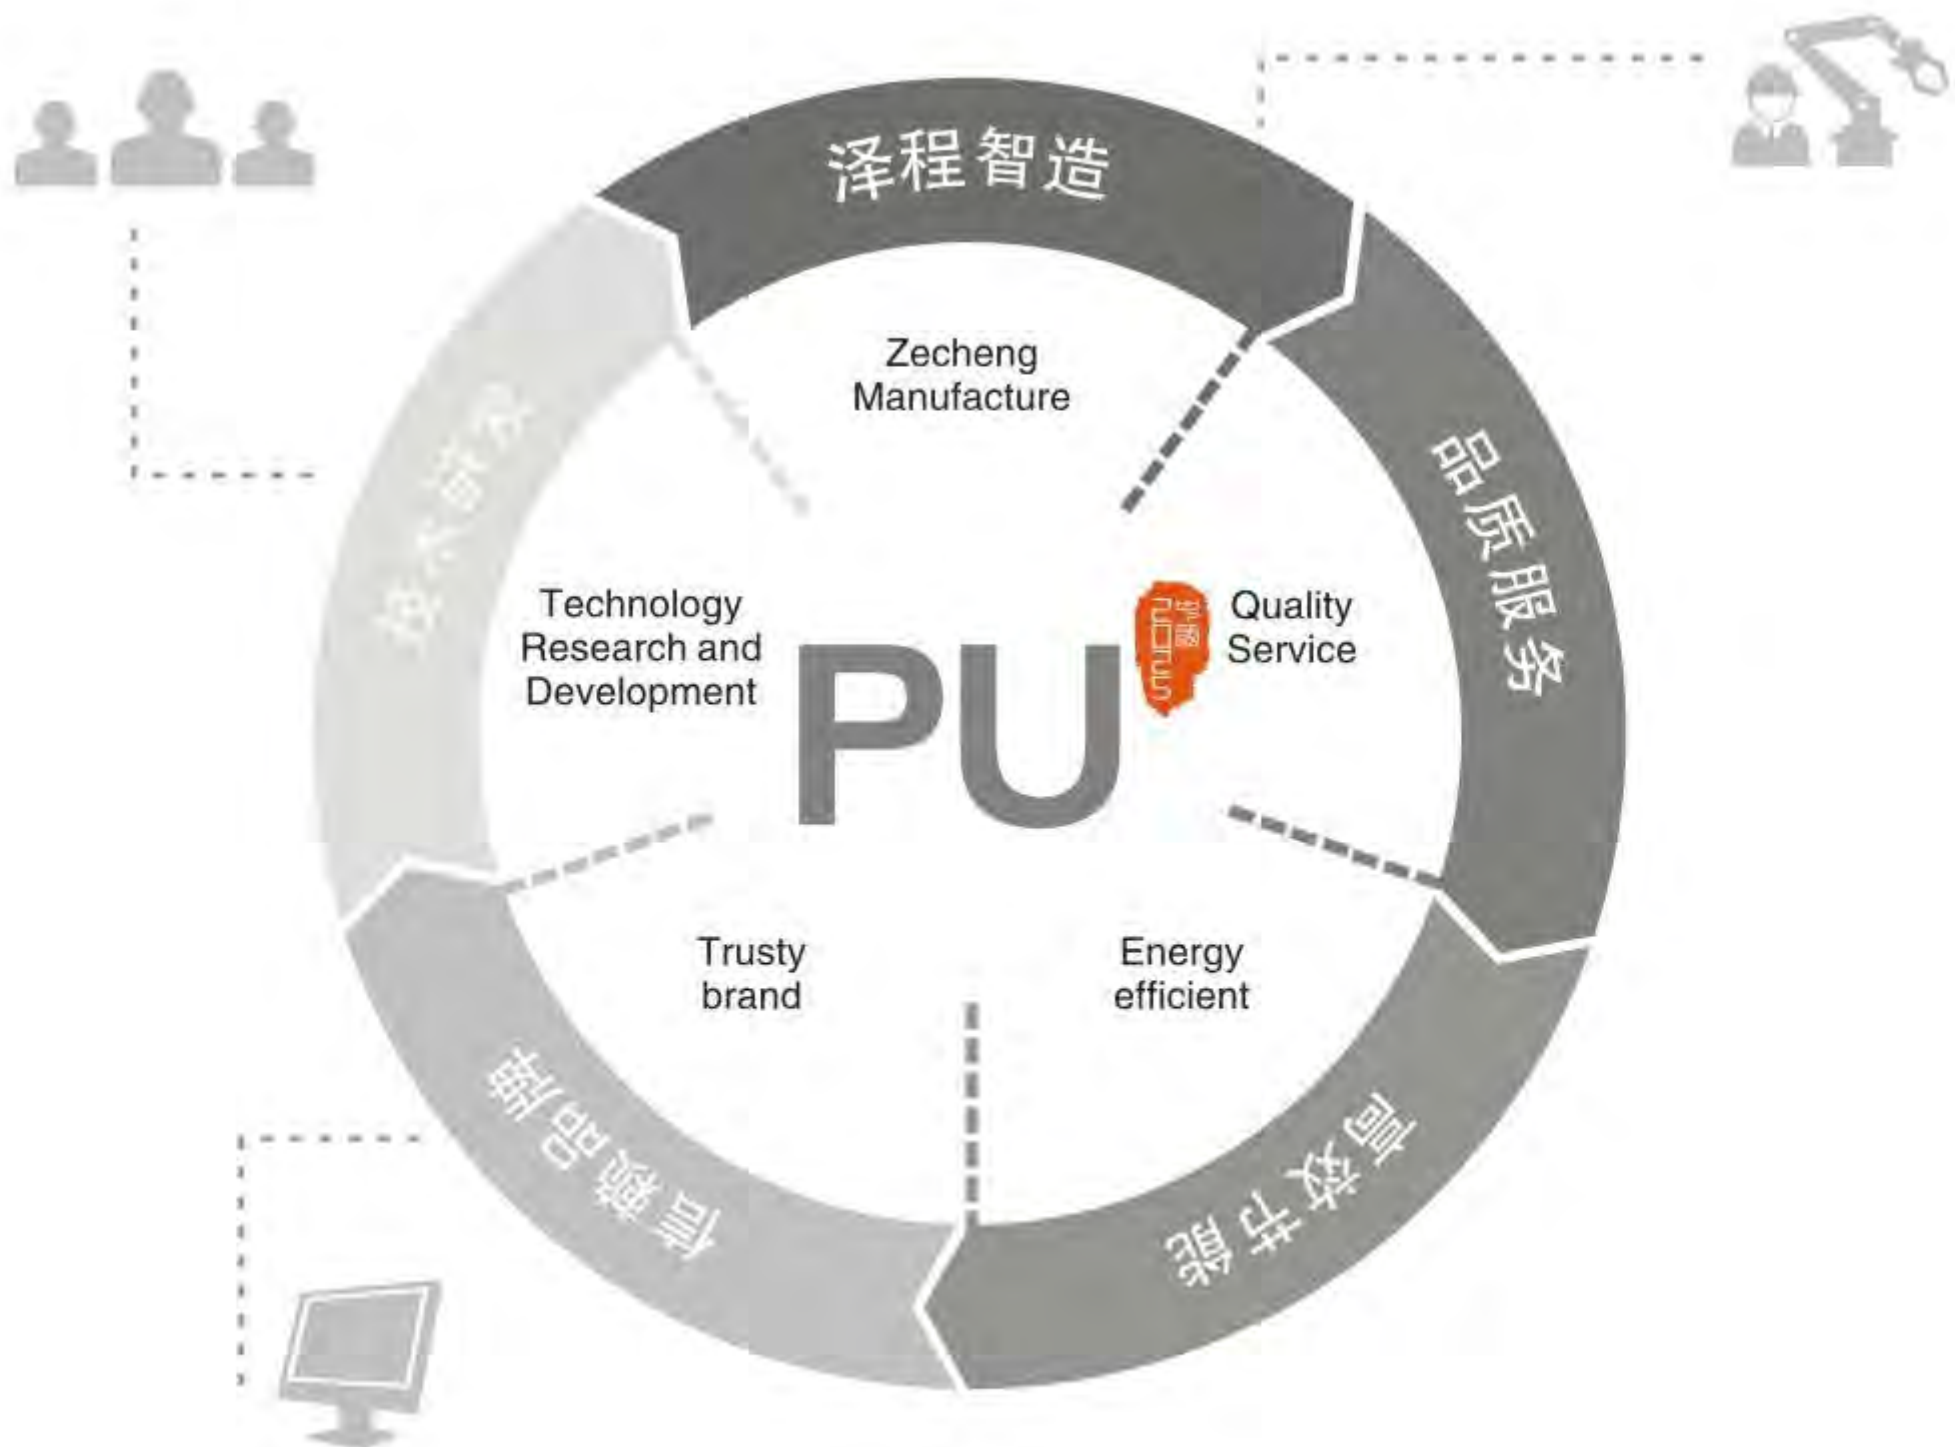 泽程智造
Zecheng
Manufacture
品质服务
Quality
Service
高效节能
Energy
efficient
信赖品牌
Trusty
brand
技术研发
Technology
Research and
Development
PU